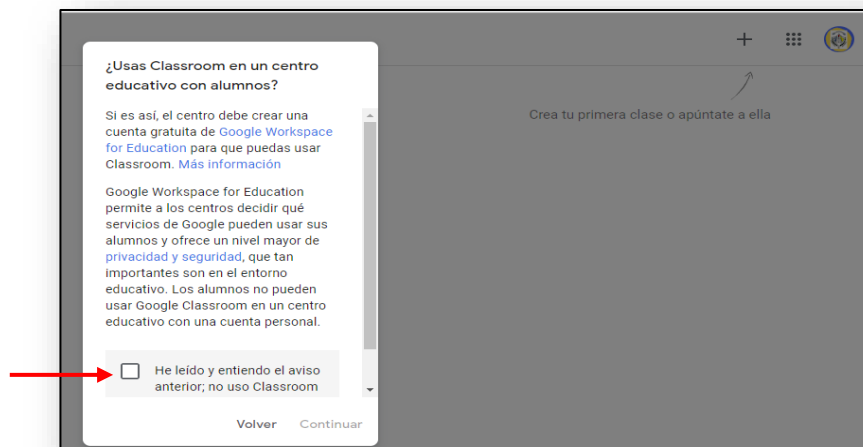 ¿Usas Classroom en un centro
educativo con alumnos?
Si es así, el centro debe crear una
cuenta gratuita de Google Workspace
for Education para que puedas usar
Classroom. Más información
Google Workspace for Education
permite a los centros decidir qué
servicios de Google pueden usar sus
alumnos y ofrece un nivel mayor de
privacidad y seguridad, que tan
importantes son en el entorno
educativo. Los alumnos no pueden
usar Google Classroom en un centro
educativo con una cuenta personal.
He leído y entiendo el aviso
anterior; no uso Classroom
Volver Continuar
Crea tu primera clase o apúntate a ella